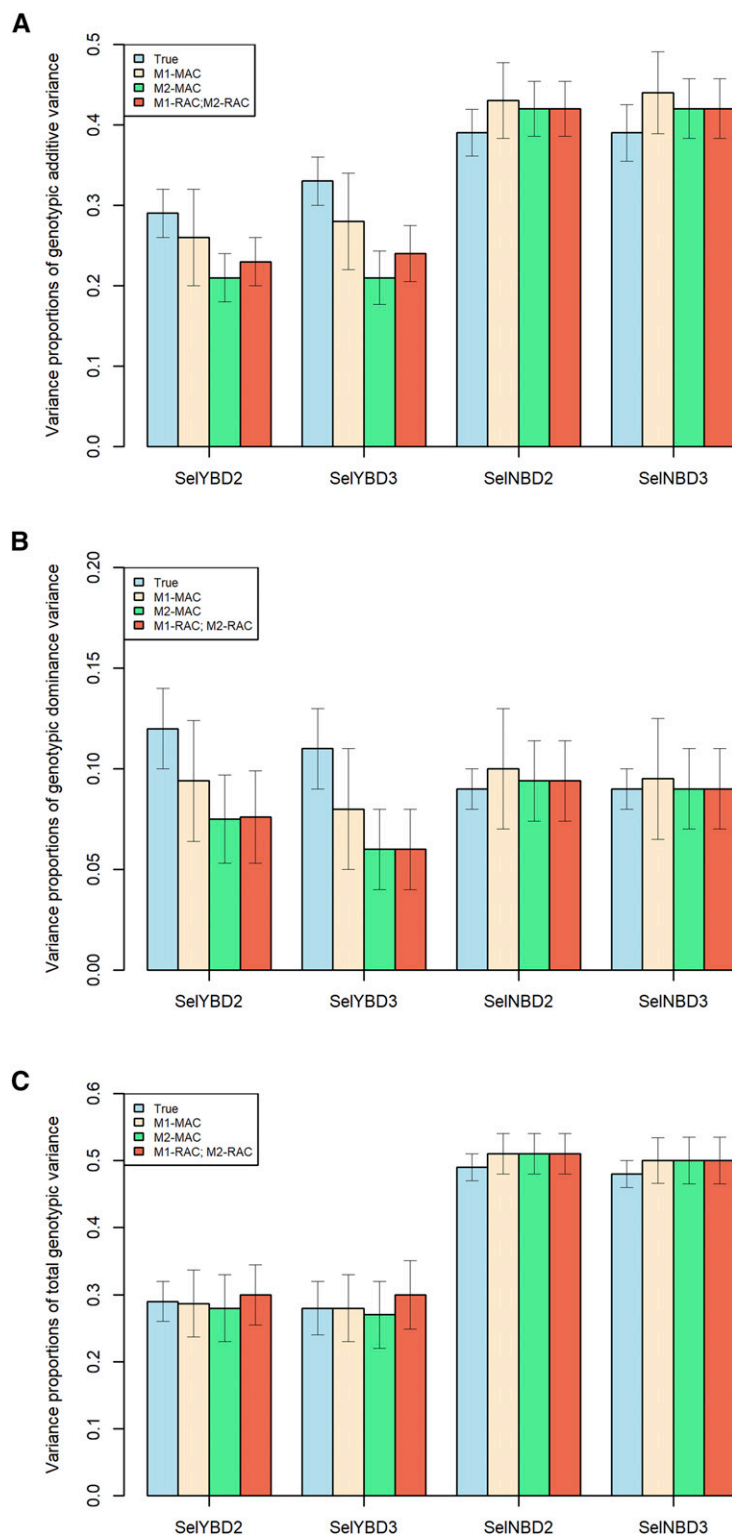 A
Variance proportions of genotypic additive variance
0.5
0.4
0.3
0.2
0.1
0.0
True
M1-MAC
M2-MAC
M1-RAC;M2-RAC
SelYBD2 SelYBD3 SelNBD2 SelNBD3
B
Variance proportions of genotypic dominance variance
0.20
0.15
0.10
0.05
0.00
True
M1-MAC
M2-MAC
M1-RAC; M2-RAC
SelYBD2 SelYBD3 SelNBD2 SelNBD3
C
Variance proportions of total genotypic variance
0.6
0.5
0.4
0.3
0.2
0.1
0.0
True
M1-MAC
M2-MAC
M1-RAC; M2-RAC
SelYBD2 SelYBD3 SelNBD2 SelNBD3